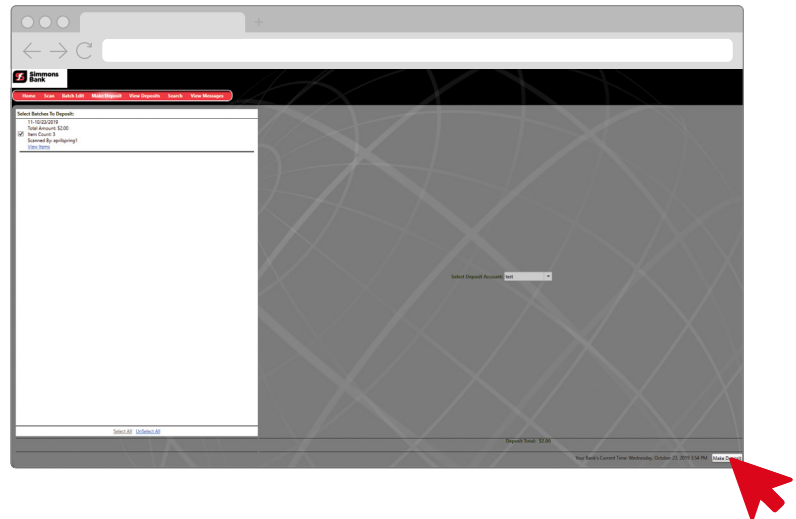 Simmons
Bank
Home Scan Batch Edit Make Deposit View Deposits Search View Messages
Select Batches To Deposit:
11-10/23/2019
Total Amount: $2.00
Item Count: 3
Scanned By: aprilspring1
View Items
Select Deposit Account: test
Select All UnSelect All
Deposit Total: $2.00
Your Bank's Current Time: Wednesday, October 23, 2019 3:54 PM Make Deposit